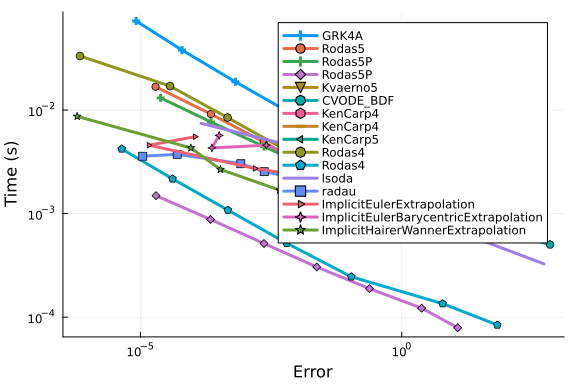 GRK4A
Rodas5
Rodas5P
Rodas5P
Kvaerno5
CVODE_BDF
KenCarp4
KenCarp4
KenCarp5
Rodas4
Rodas4
lsoda
radau
ImplicitEulerExtrapolation
ImplicitEulerBarycentricExtrapolation
ImplicitHairerWannerExtrapolation
Time (s)
10⁻²
10⁻³
10⁻⁴
10⁻⁵
10⁰
Error